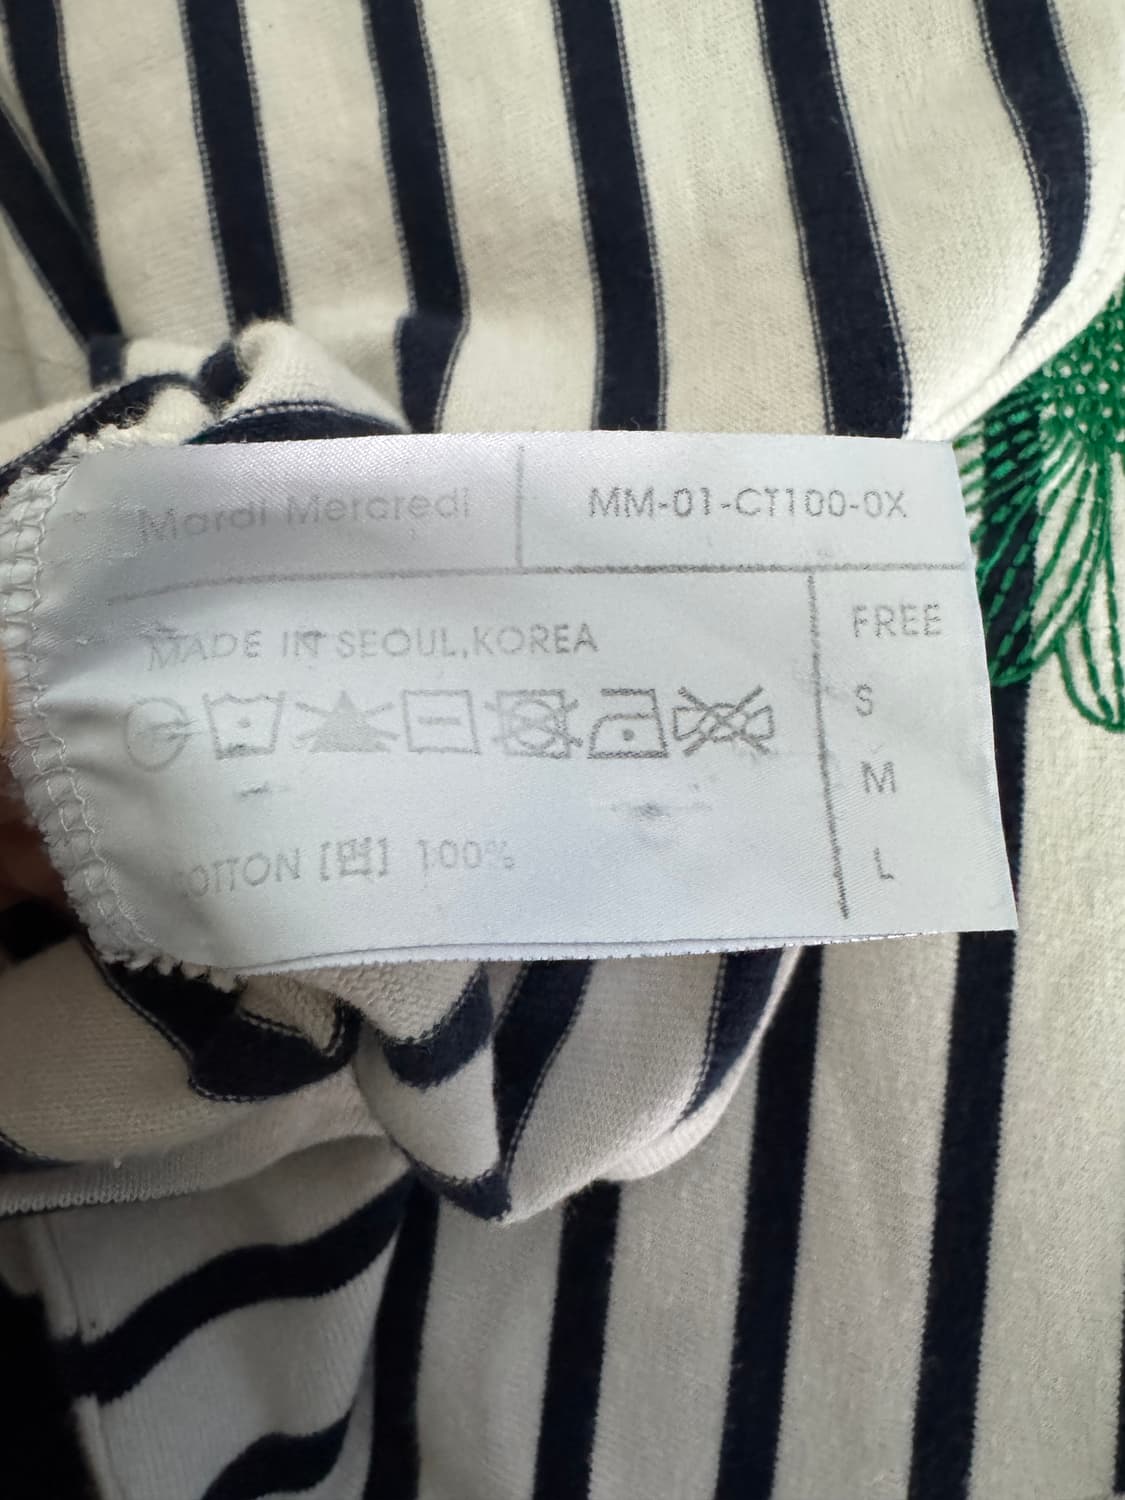 Mardi Mercredi
MM-01-CT100-0X
MADE IN SEOUL,KOREA
FREE
S
M
L
COTTON [면] 100%